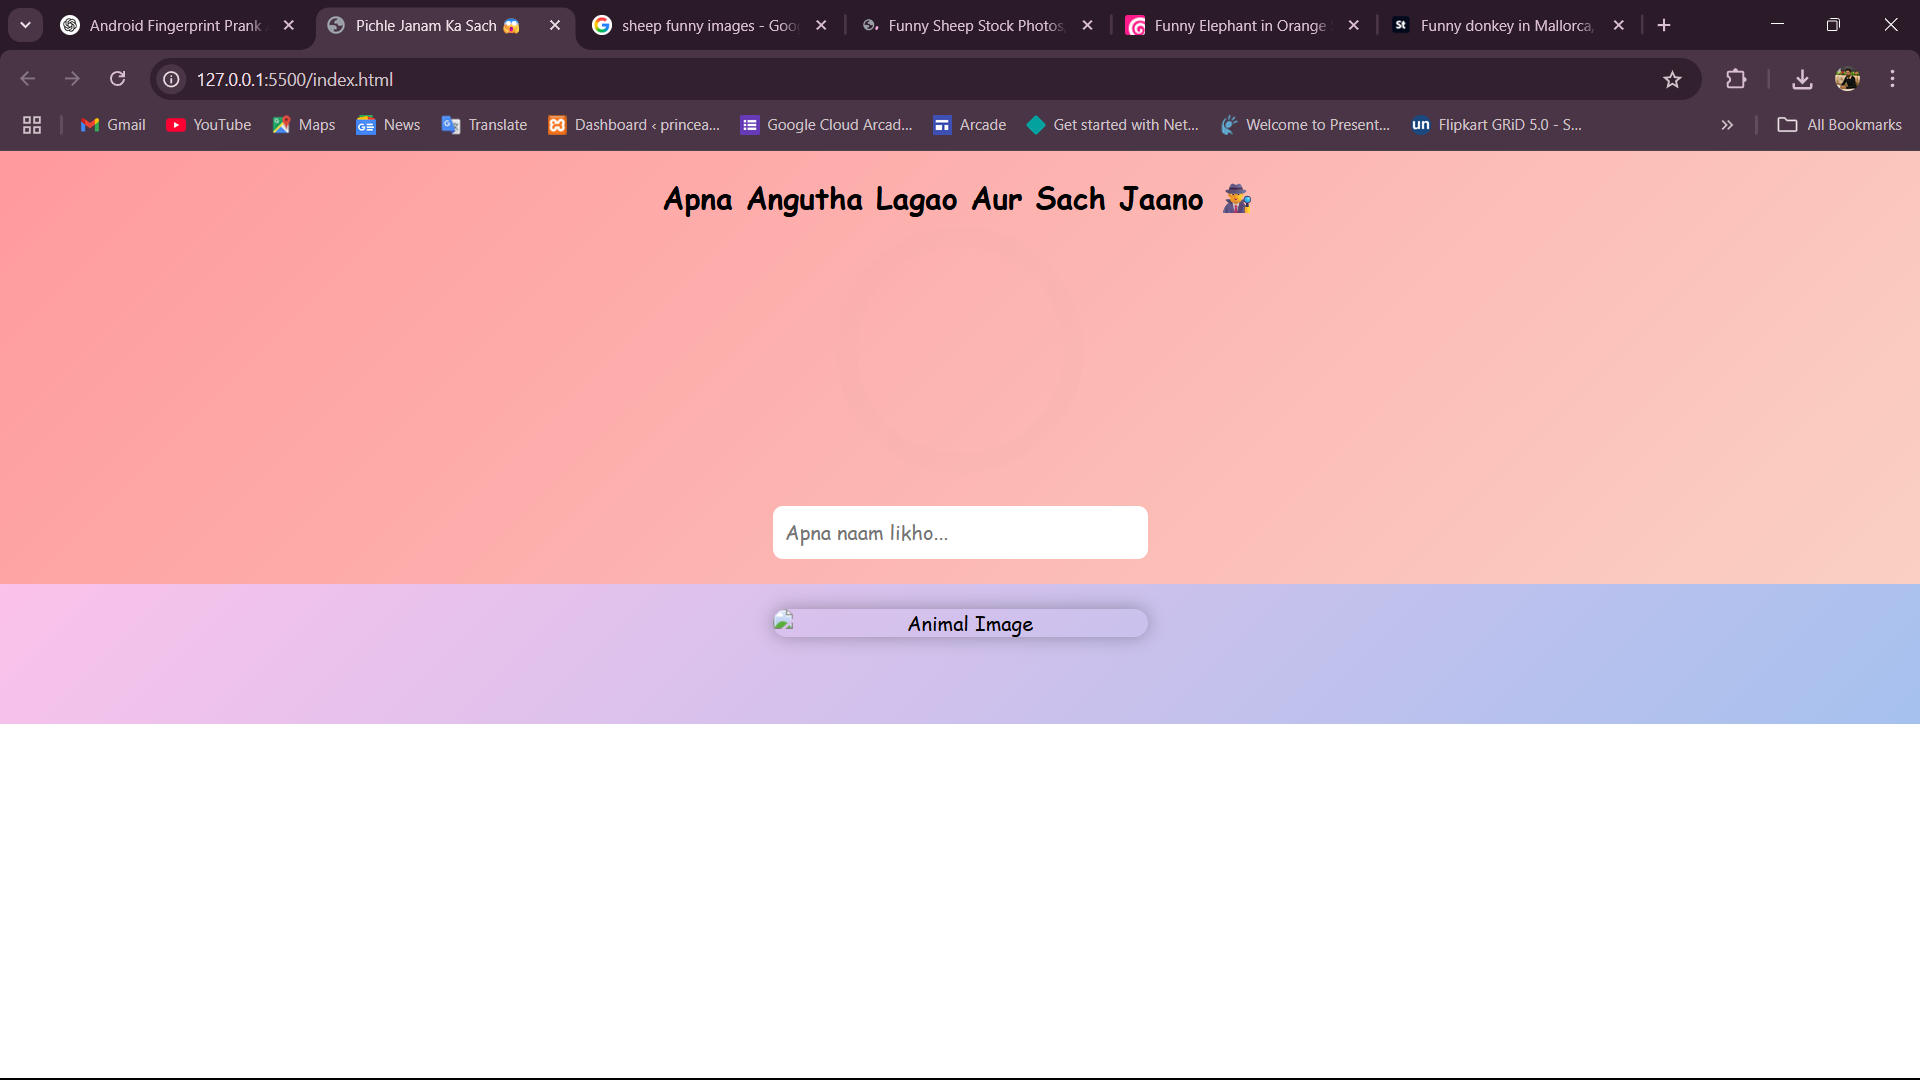 Android Fingerprint Prank
Pichle Janam Ka Sach 😱
sheep funny images - Goo
Funny Sheep Stock Photos,
Funny Elephant in Orange
St
Funny donkey in Mallorca,
127.0.0.1:5500/index.html
Gmail
YouTube
Maps
News
Translate
Dashboard ‹ princea...
Google Cloud Arcad...
Arcade
Get started with Net...
Welcome to Present...
un
Flipkart GRiD 5.0 - S...
All Bookmarks
Apna Angutha Lagao Aur Sach Jaano 🕵️
Apna naam likho...
Animal Image